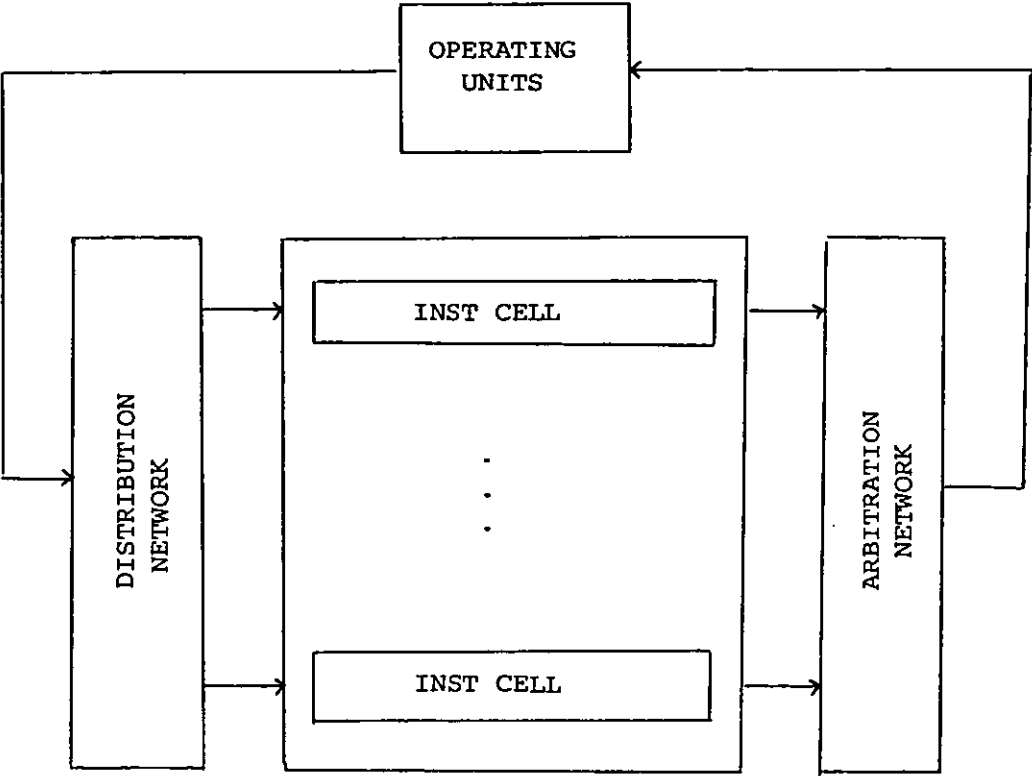 OPERATING
UNITS
INST CELL
DISTRIBUTION
NETWORK
ARBITRATION
NETWORK
INST CELL